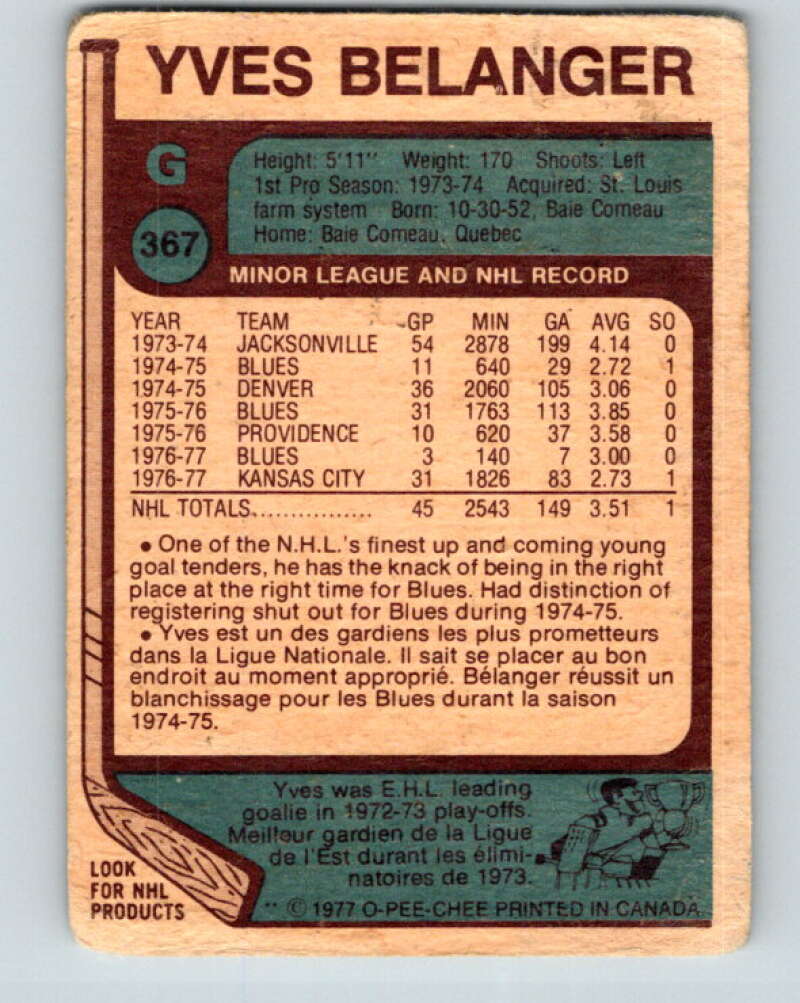 YVES BELANGER
G
367
Height: 5'11" Weight: 170 Shoots: Left
1st Pro Season: 1973-74 Acquired: St. Louis
farm system Born: 10-30-52, Baie Comeau
Home: Baie Comeau, Quebec
MINOR LEAGUE AND NHL RECORD
YEAR TEAM GP MIN GA AVG SO
1973-74 JACKSONVILLE 54 2878 199 4.14 0
1974-75 BLUES 11 640 29 2.72 1
1974-75 DENVER 36 2060 105 3.06 0
1975-76 BLUES 31 1763 113 3.85 0
1975-76 PROVIDENCE 10 620 37 3.58 0
1976-77 BLUES 3 140 7 3.00 0
1976-77 KANSAS CITY 31 1826 83 2.73 1
NHL TOTALS................ 45 2543 149 3.51 1
• One of the N.H.L.'s finest up and coming young
goal tenders, he has the knack of being in the right
place at the right time for Blues. Had distinction of
registering shut out for Blues during 1974-75.
• Yves est un des gardiens les plus prometteurs
dans la Ligue Nationale. Il sait se placer au bon
endroit au moment approprié. Bélanger réussit un
blanchissage pour les Blues durant la saison
1974-75.
Yves was E.H.L. leading
goalie in 1972-73 play-offs.
Meilleur gardien de la Ligue
de l'Est durant les élimi-
natoires de 1973.
LOOK
FOR NHL
PRODUCTS
** © 1977 O-PEE-CHEE PRINTED IN CANADA